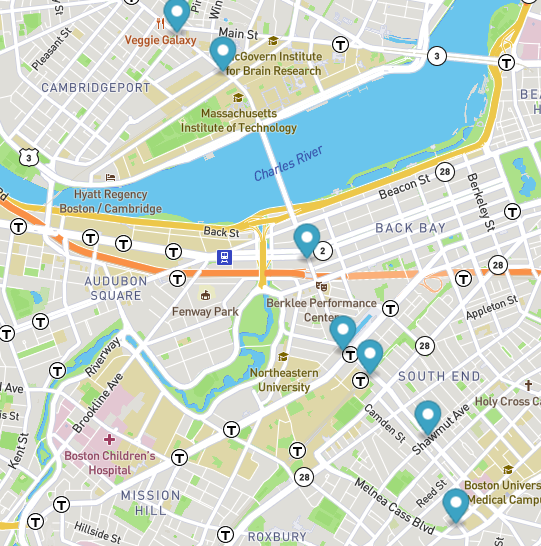 Main St
Pleasant St
Veggie Galaxy
McGovern Institute
for Brain Research
3
CAMBRIDGEPORT
Massachusetts
Institute of Technology
3
Charles River
28
Hyatt Regency
Boston / Cambridge
Beacon St
Berkeley St
Back St
BACK BAY
2
28
AUDUBON
SQUARE
Fenway Park
Berklee Performance
Center
Appleton St
28
Riverway
Northeastern
University
SOUTH END
Brookline Ave
Holy Cross Ca
Camden St
Shawmut Ave
Kent St
Boston Children's
Hospital
28
Reed St
Boston Univers
Medical Campu
Melnea Cass Blvd
MISSION
HILL
Hillside St
ROXBURY